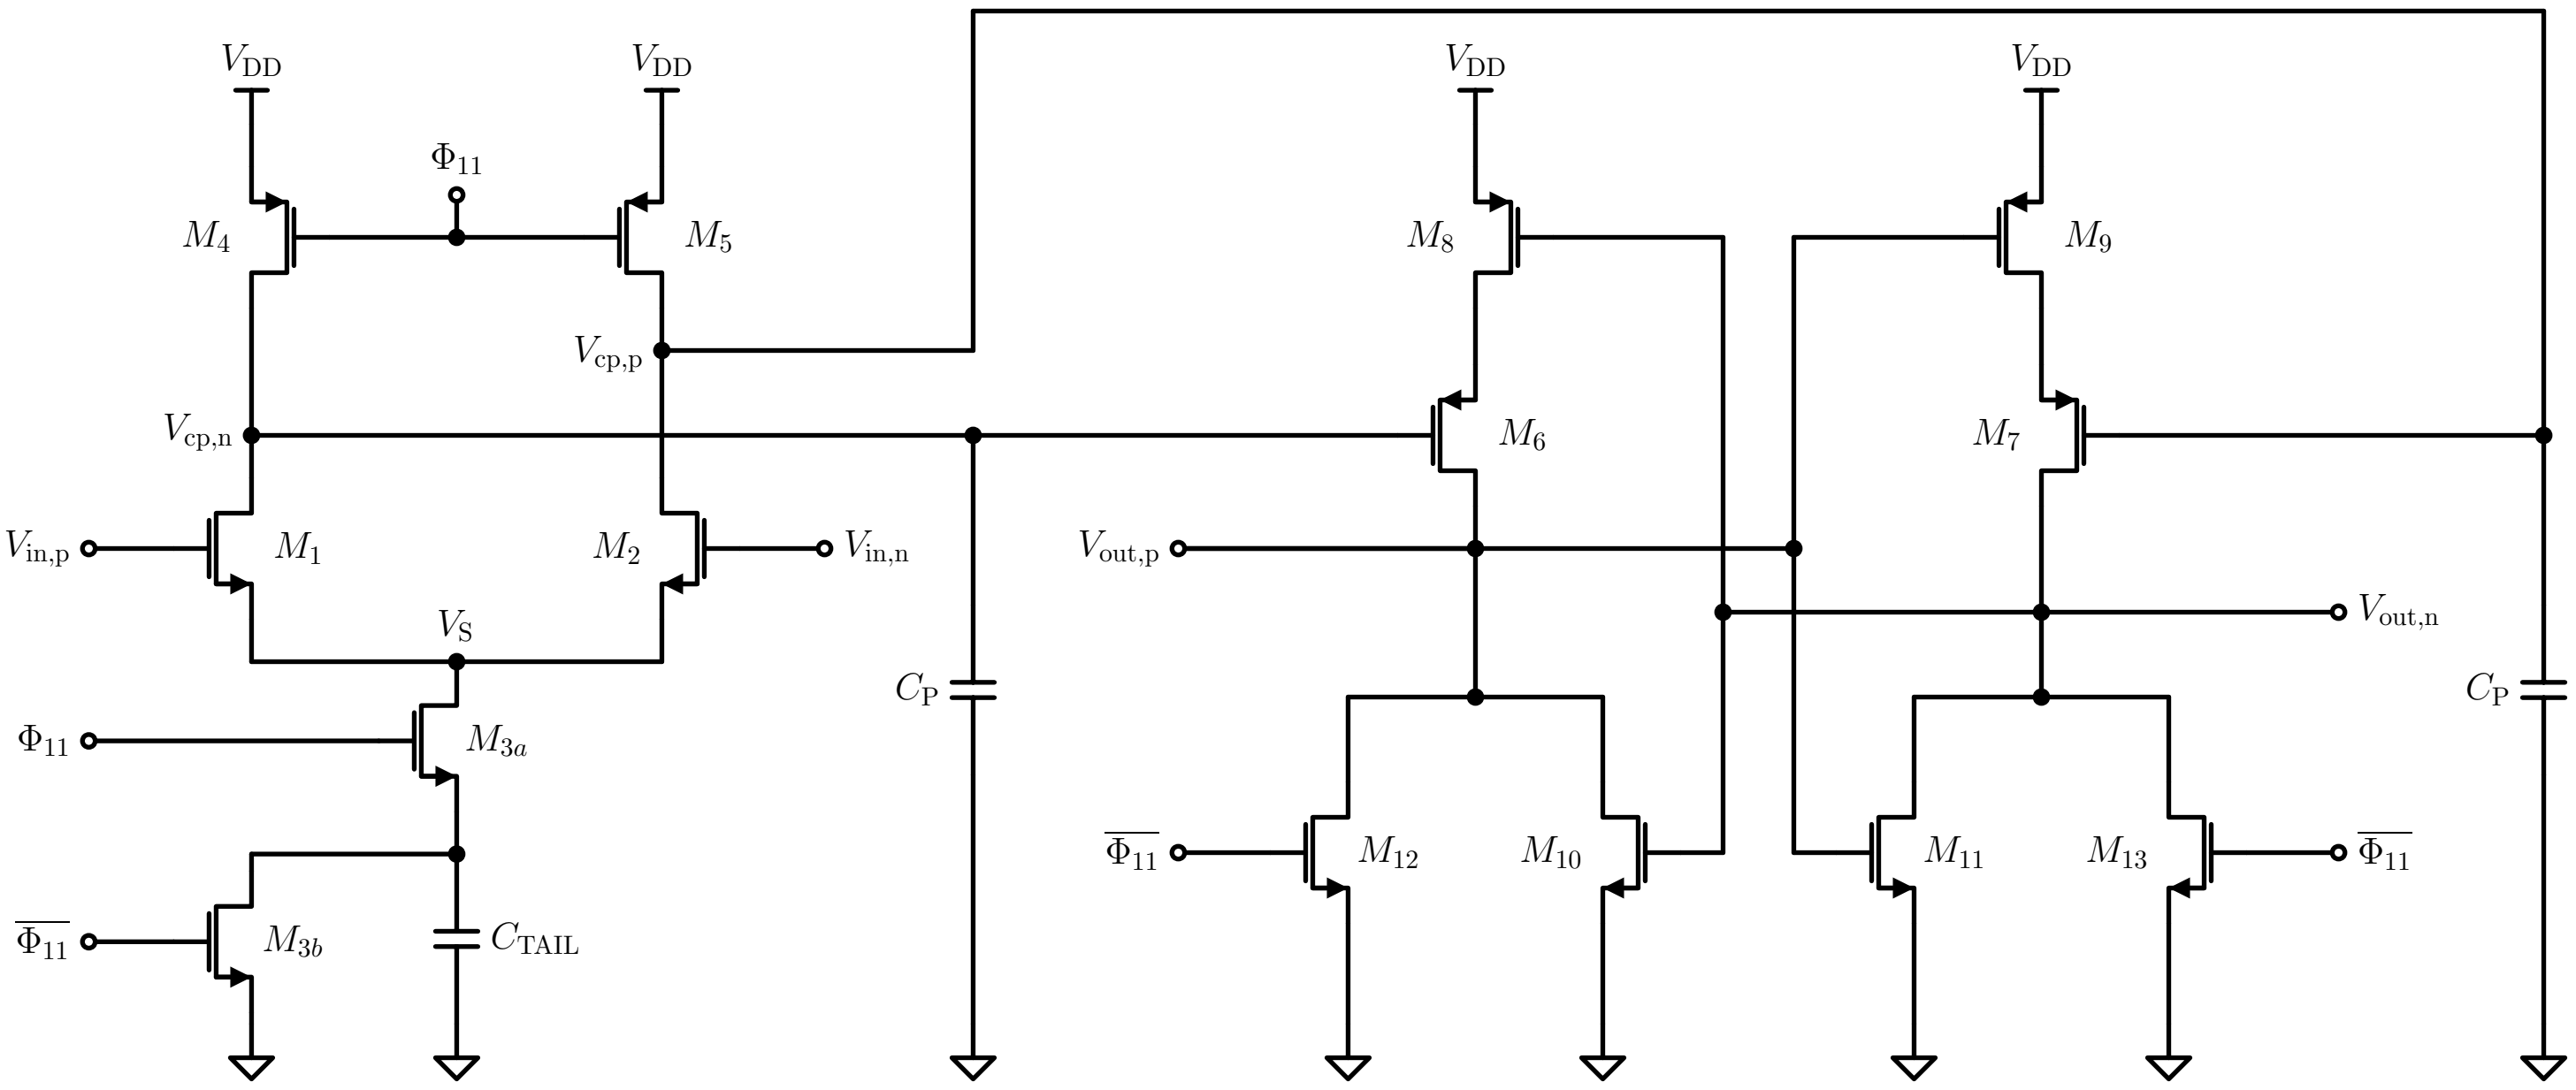 V_DD
V_DD
V_DD
V_DD
Φ_11
M_4
M_5
M_8
M_9
V_cp,p
V_cp,n
M_6
M_7
V_in,p
M_1
M_2
V_in,n
V_out,p
V_S
V_out,n
C_P
C_P
Φ_11
M_3a
Φ̅_11
M_12
M_10
M_11
M_13
Φ̅_11
Φ̅_11
M_3b
C_TAIL